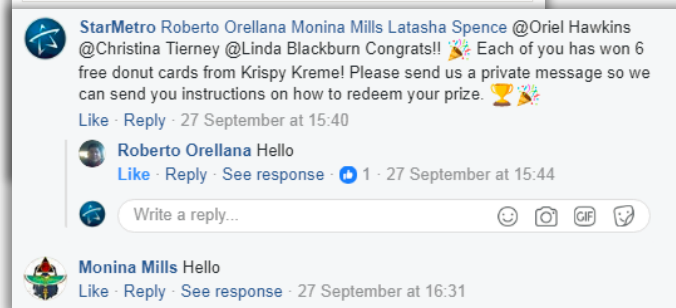 StarMetro Roberto Orellana Monina Mills Latasha Spence @Oriel Hawkins
@Christina Tierney @Linda Blackburn Congrats!! 🎉 Each of you has won 6
free donut cards from Krispy Kreme! Please send us a private message so we
can send you instructions on how to redeem your prize. 🏆🎉
Like · Reply · 27 September at 15:40
Roberto Orellana Hello
Like · Reply · See response · 1 · 27 September at 15:44
Write a reply...
GIF
Monina Mills Hello
Like · Reply · See response · 27 September at 16:31